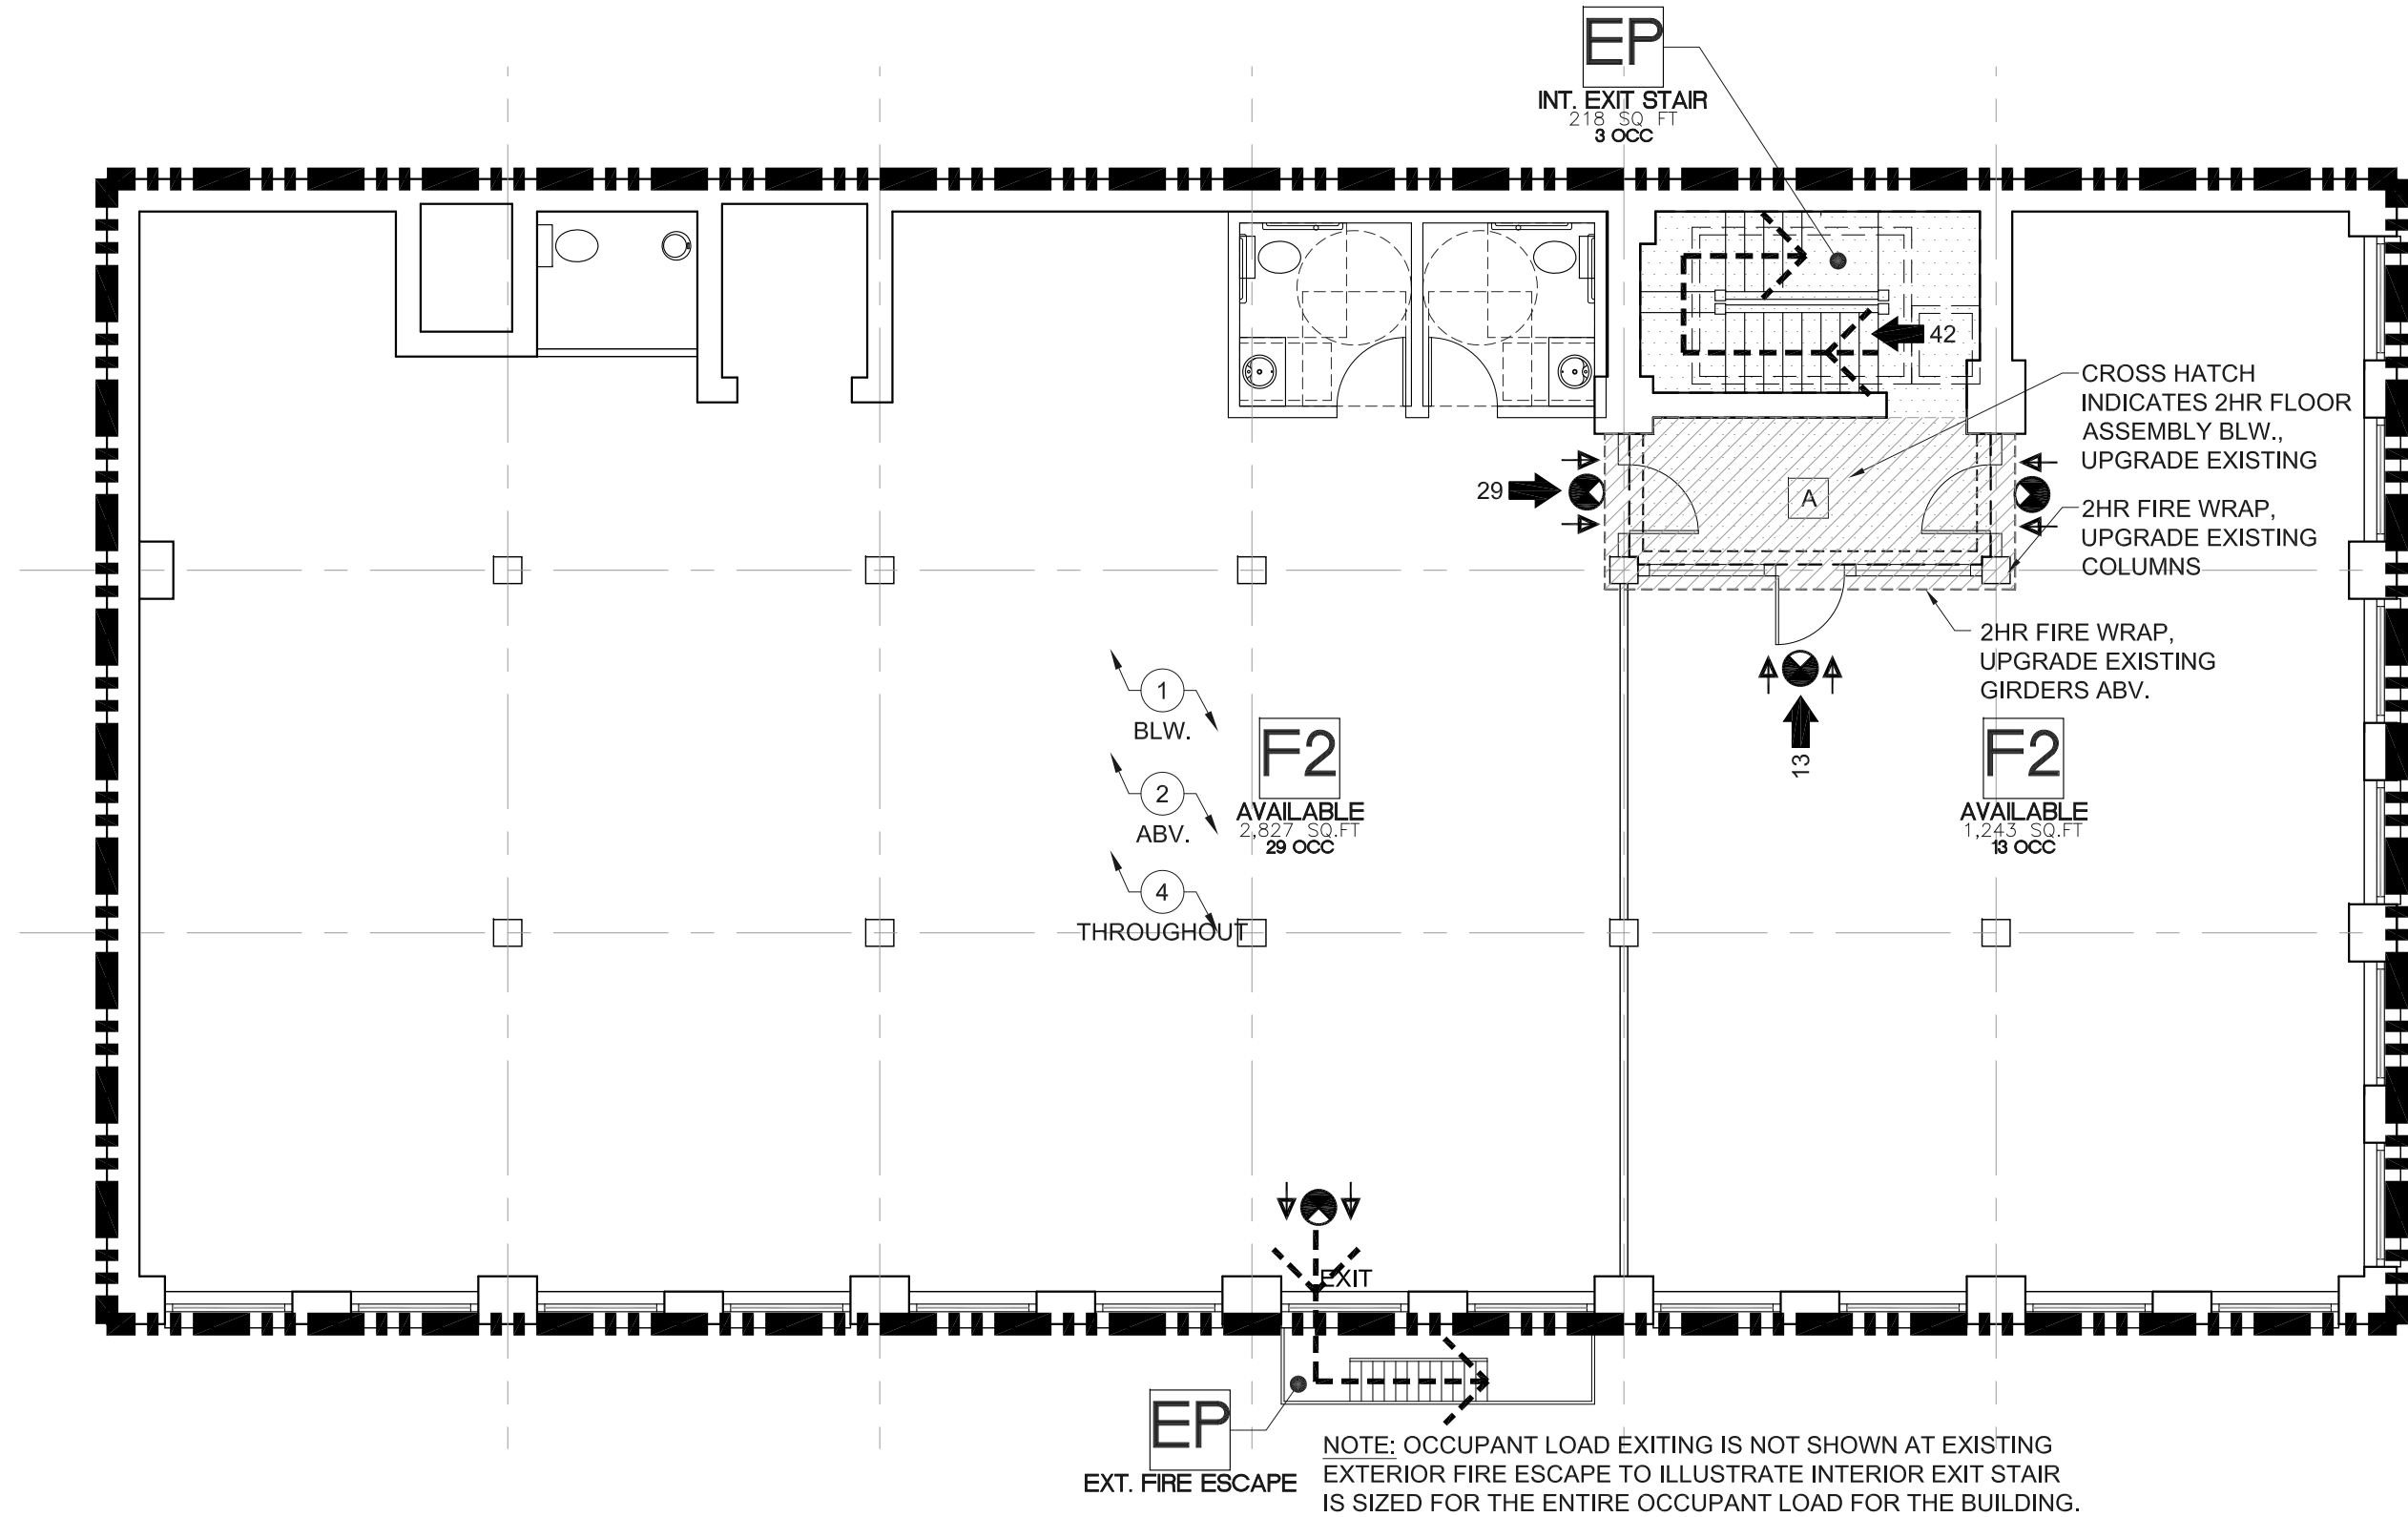 EP
INT. EXIT STAIR
218 SQ FT
3 OCC
42
CROSS HATCH
INDICATES 2HR FLOOR
ASSEMBLY BLW.,
UPGRADE EXISTING
29
A
2HR FIRE WRAP,
UPGRADE EXISTING
COLUMNS
2HR FIRE WRAP,
UPGRADE EXISTING
GIRDERS ABV.
13
1
BLW.
2
ABV.
4
THROUGHOUT
F2
AVAILABLE
2,827 SQ.FT
29 OCC
F2
AVAILABLE
1,243 SQ.FT
13 OCC
EXIT
EP
EXT. FIRE ESCAPE
NOTE: OCCUPANT LOAD EXITING IS NOT SHOWN AT EXISTING
EXTERIOR FIRE ESCAPE TO ILLUSTRATE INTERIOR EXIT STAIR
IS SIZED FOR THE ENTIRE OCCUPANT LOAD FOR THE BUILDING.